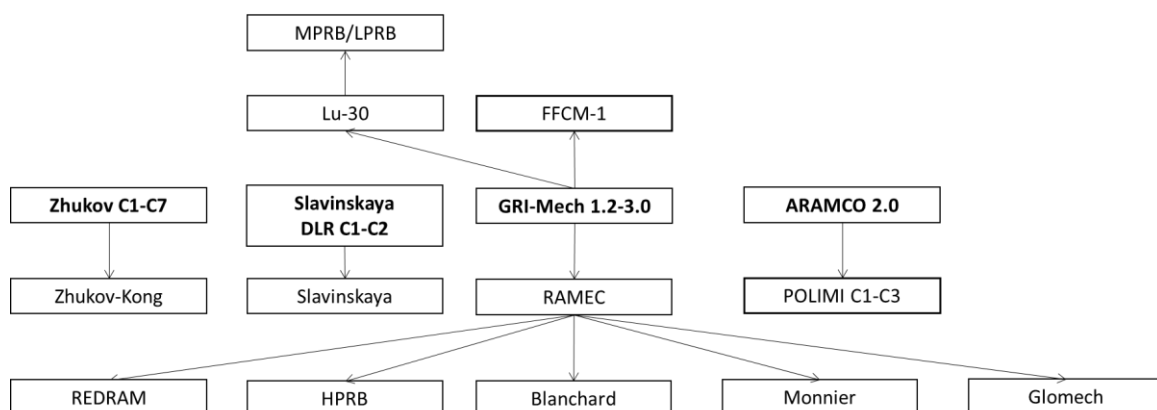 MPRB/LPRB
Lu-30
FFCM-1
Zhukov C1-C7
Slavinskaya
DLR C1-C2
GRI-Mech 1.2-3.0
ARAMCO 2.0
Zhukov-Kong
Slavinskaya
RAMEC
POLIMI C1-C3
REDRAM
HPRB
Blanchard
Monnier
Glomech